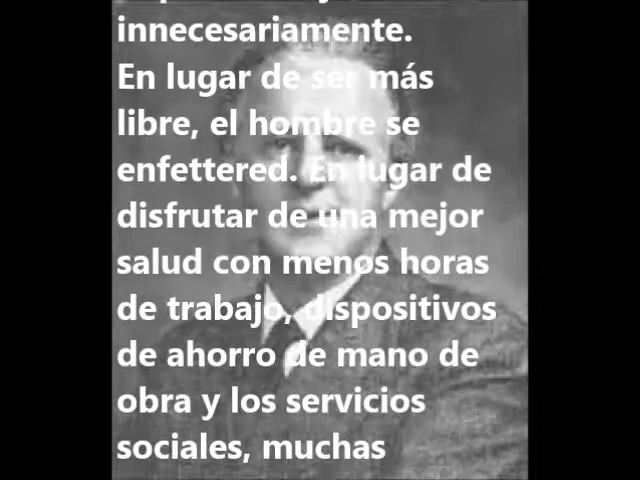 innecesariamente.
En lugar de ser más
libre, el hombre se
enfettered. En lugar de
disfrutar de una mejor
salud con menos horas
de trabajo, dispositivos
de ahorro de mano de
obra y los servicios
sociales, muchas